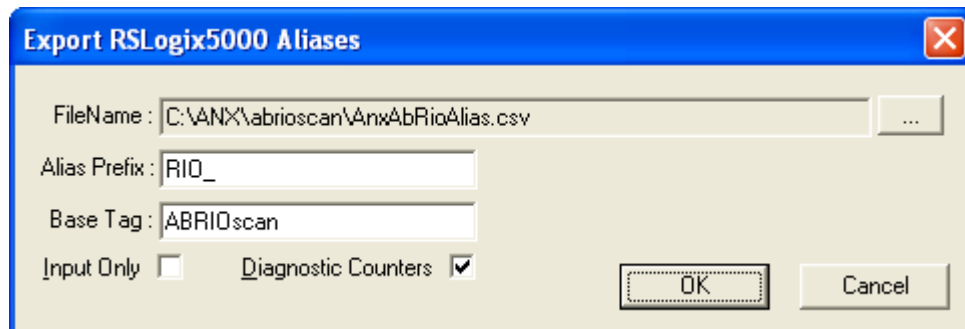 Export RSLogix5000 Aliases
FileName : C:\ANX\abrioscan\AnxAbRioAlias.csv ...
Alias Prefix : RIO_
Base Tag : ABRIOscan
Input Only Diagnostic Counters
OK Cancel